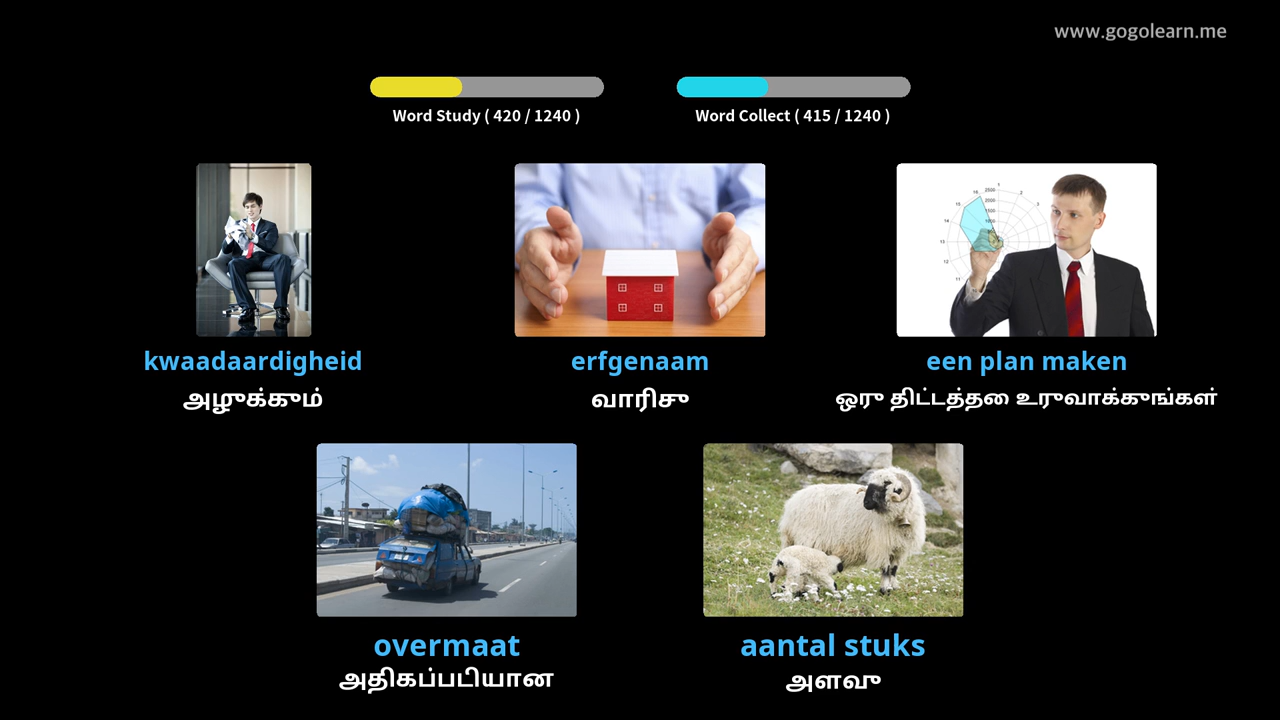 www.gogolearn.me
Word Study ( 420 / 1240 )
Word Collect ( 415 / 1240 )
kwaadaardigheid
அழுக்கும்
erfgenaam
வாரிசு
een plan maken
ஒரு திட்டத்தை உருவாக்குங்கள்
overmaat
அதிகப்படியான
aantal stuks
அளவு